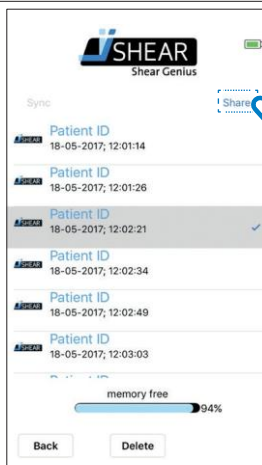 SHEAR
Shear Genius
Sync
Share
Patient ID
18-05-2017; 12:01:14
Patient ID
18-05-2017; 12:01:26
Patient ID
18-05-2017; 12:02:21
Patient ID
18-05-2017; 12:02:34
Patient ID
18-05-2017; 12:02:49
Patient ID
18-05-2017; 12:03:03
Patient ID
memory free
94%
Back
Delete